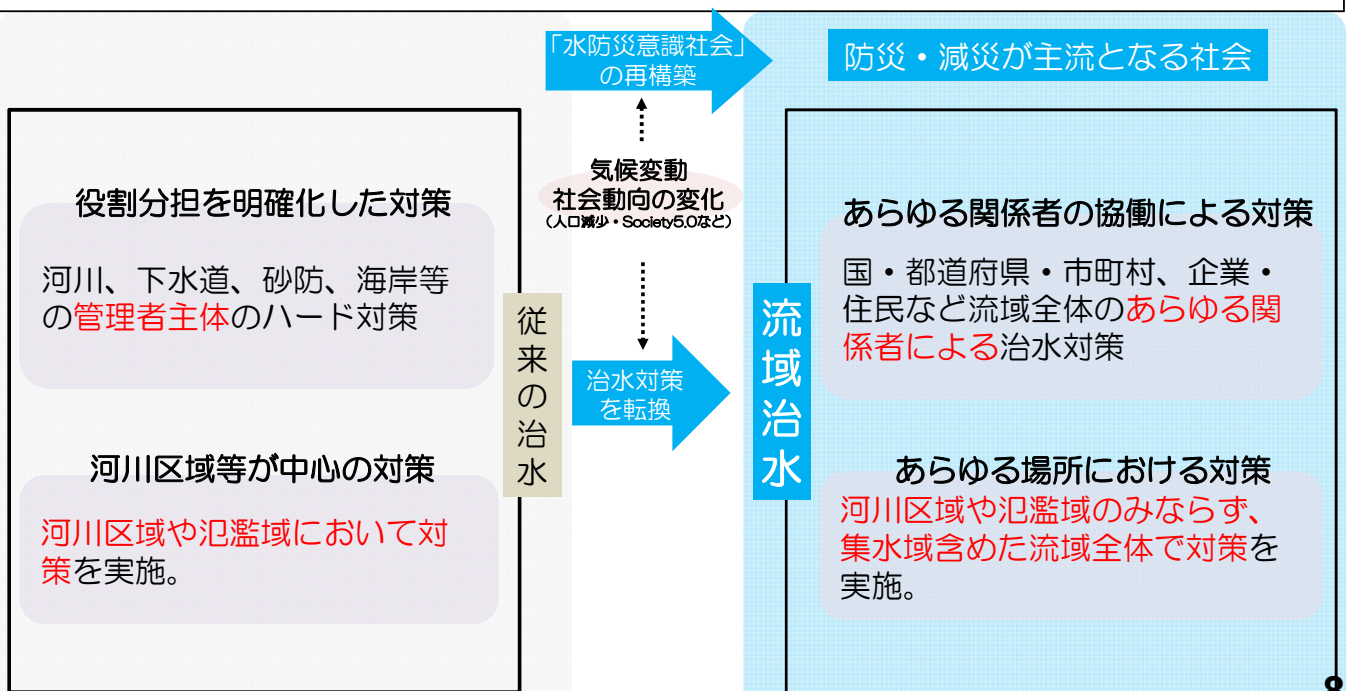 「水防災意識社会」
の再構築
防災・減災が主流となる社会
気候変動
社会動向の変化
（人口減少・Society5.0など）
役割分担を明確化した対策
河川、下水道、砂防、海岸等
の管理者主体のハード対策
河川区域等が中心の対策
河川区域や氾濫域において対
策を実施。
従来の治水
治水対策
を転換
流域治水
あらゆる関係者の協働による対策
国・都道府県・市町村、企業・
住民など流域全体のあらゆる関
係者による治水対策
あらゆる場所における対策
河川区域や氾濫域のみならず、
集水域含めた流域全体で対策を
実施。